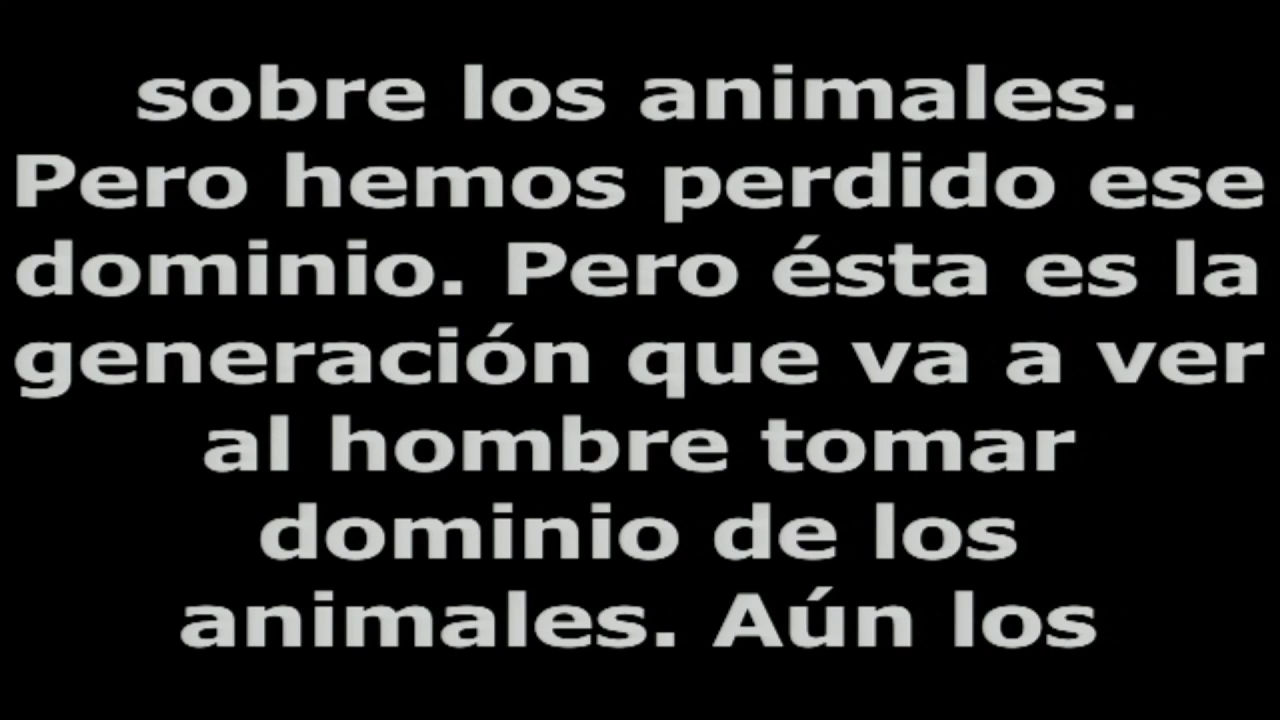 sobre los animales.
Pero hemos perdido ese
dominio. Pero ésta es la
generación que va a ver
al hombre tomar
dominio de los
animales. Aún los